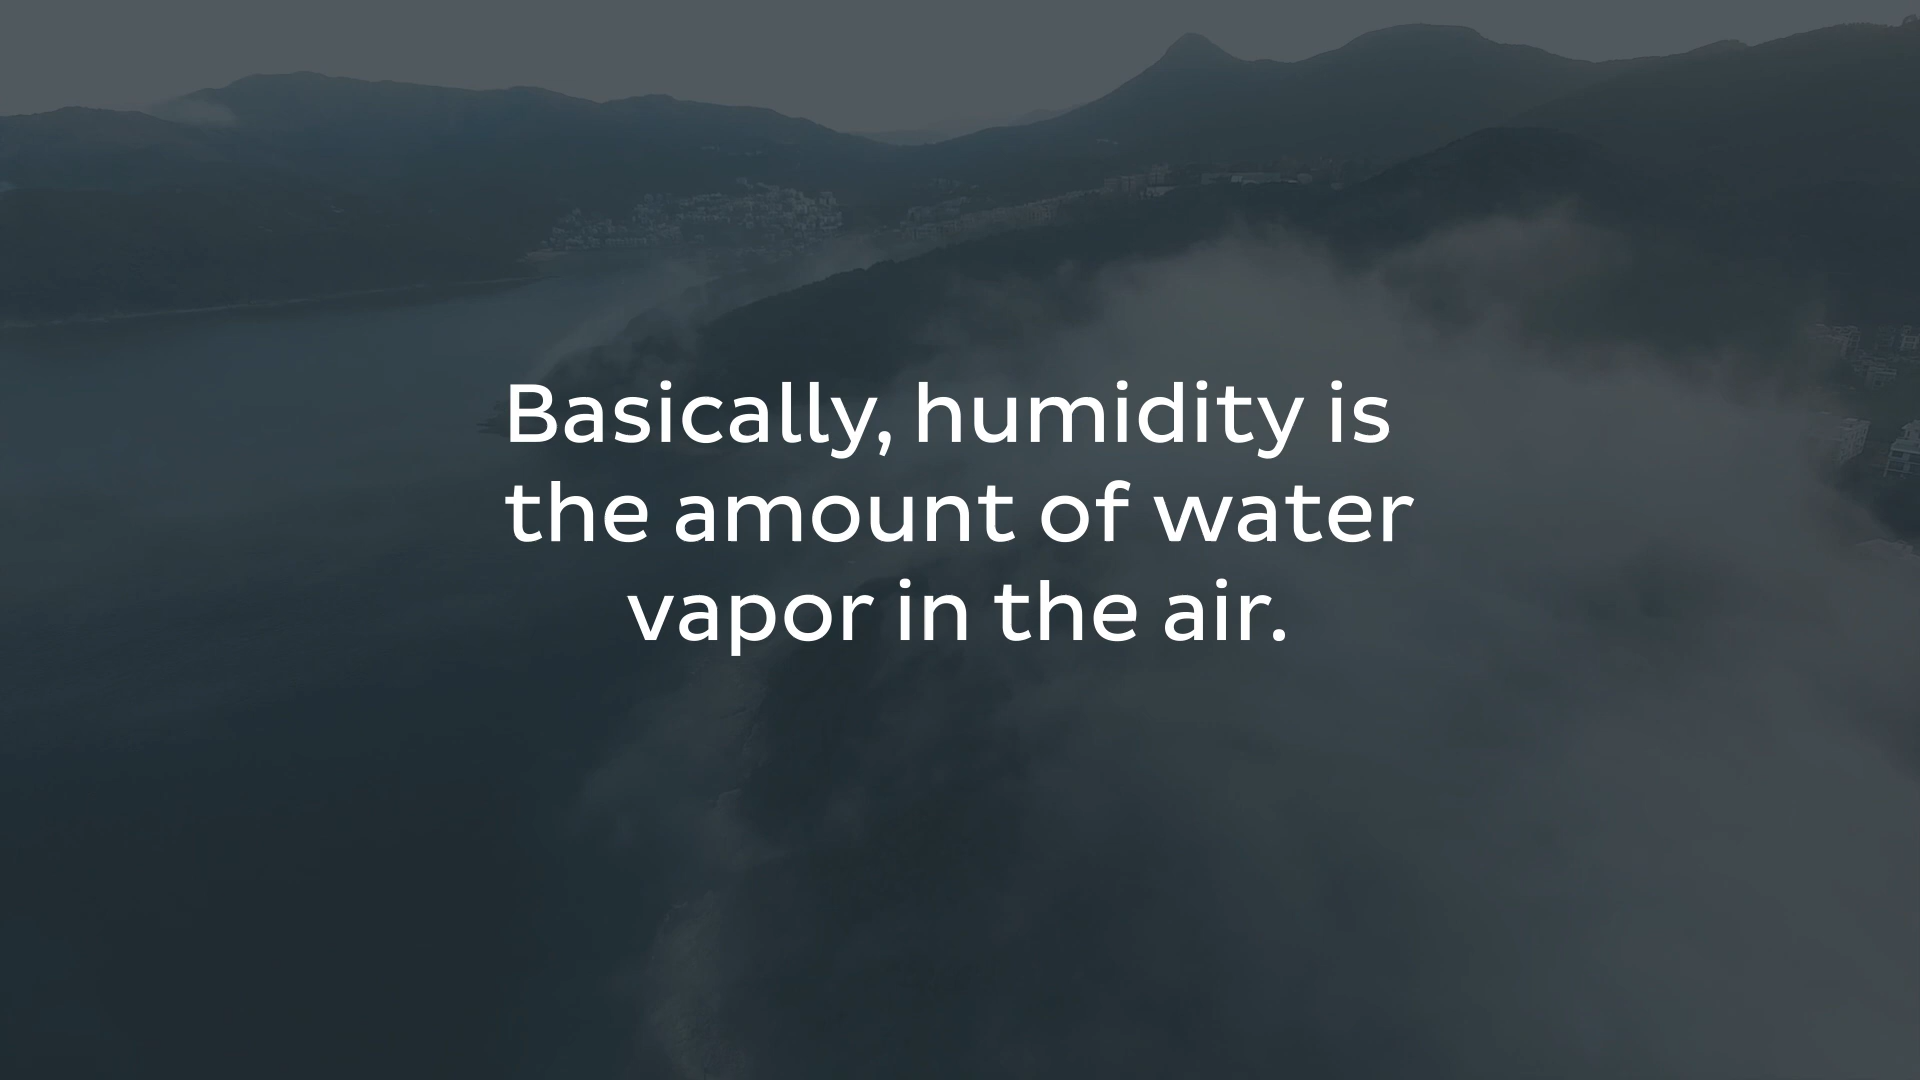 Basically, humidity is
the amount of water
vapor in the air.